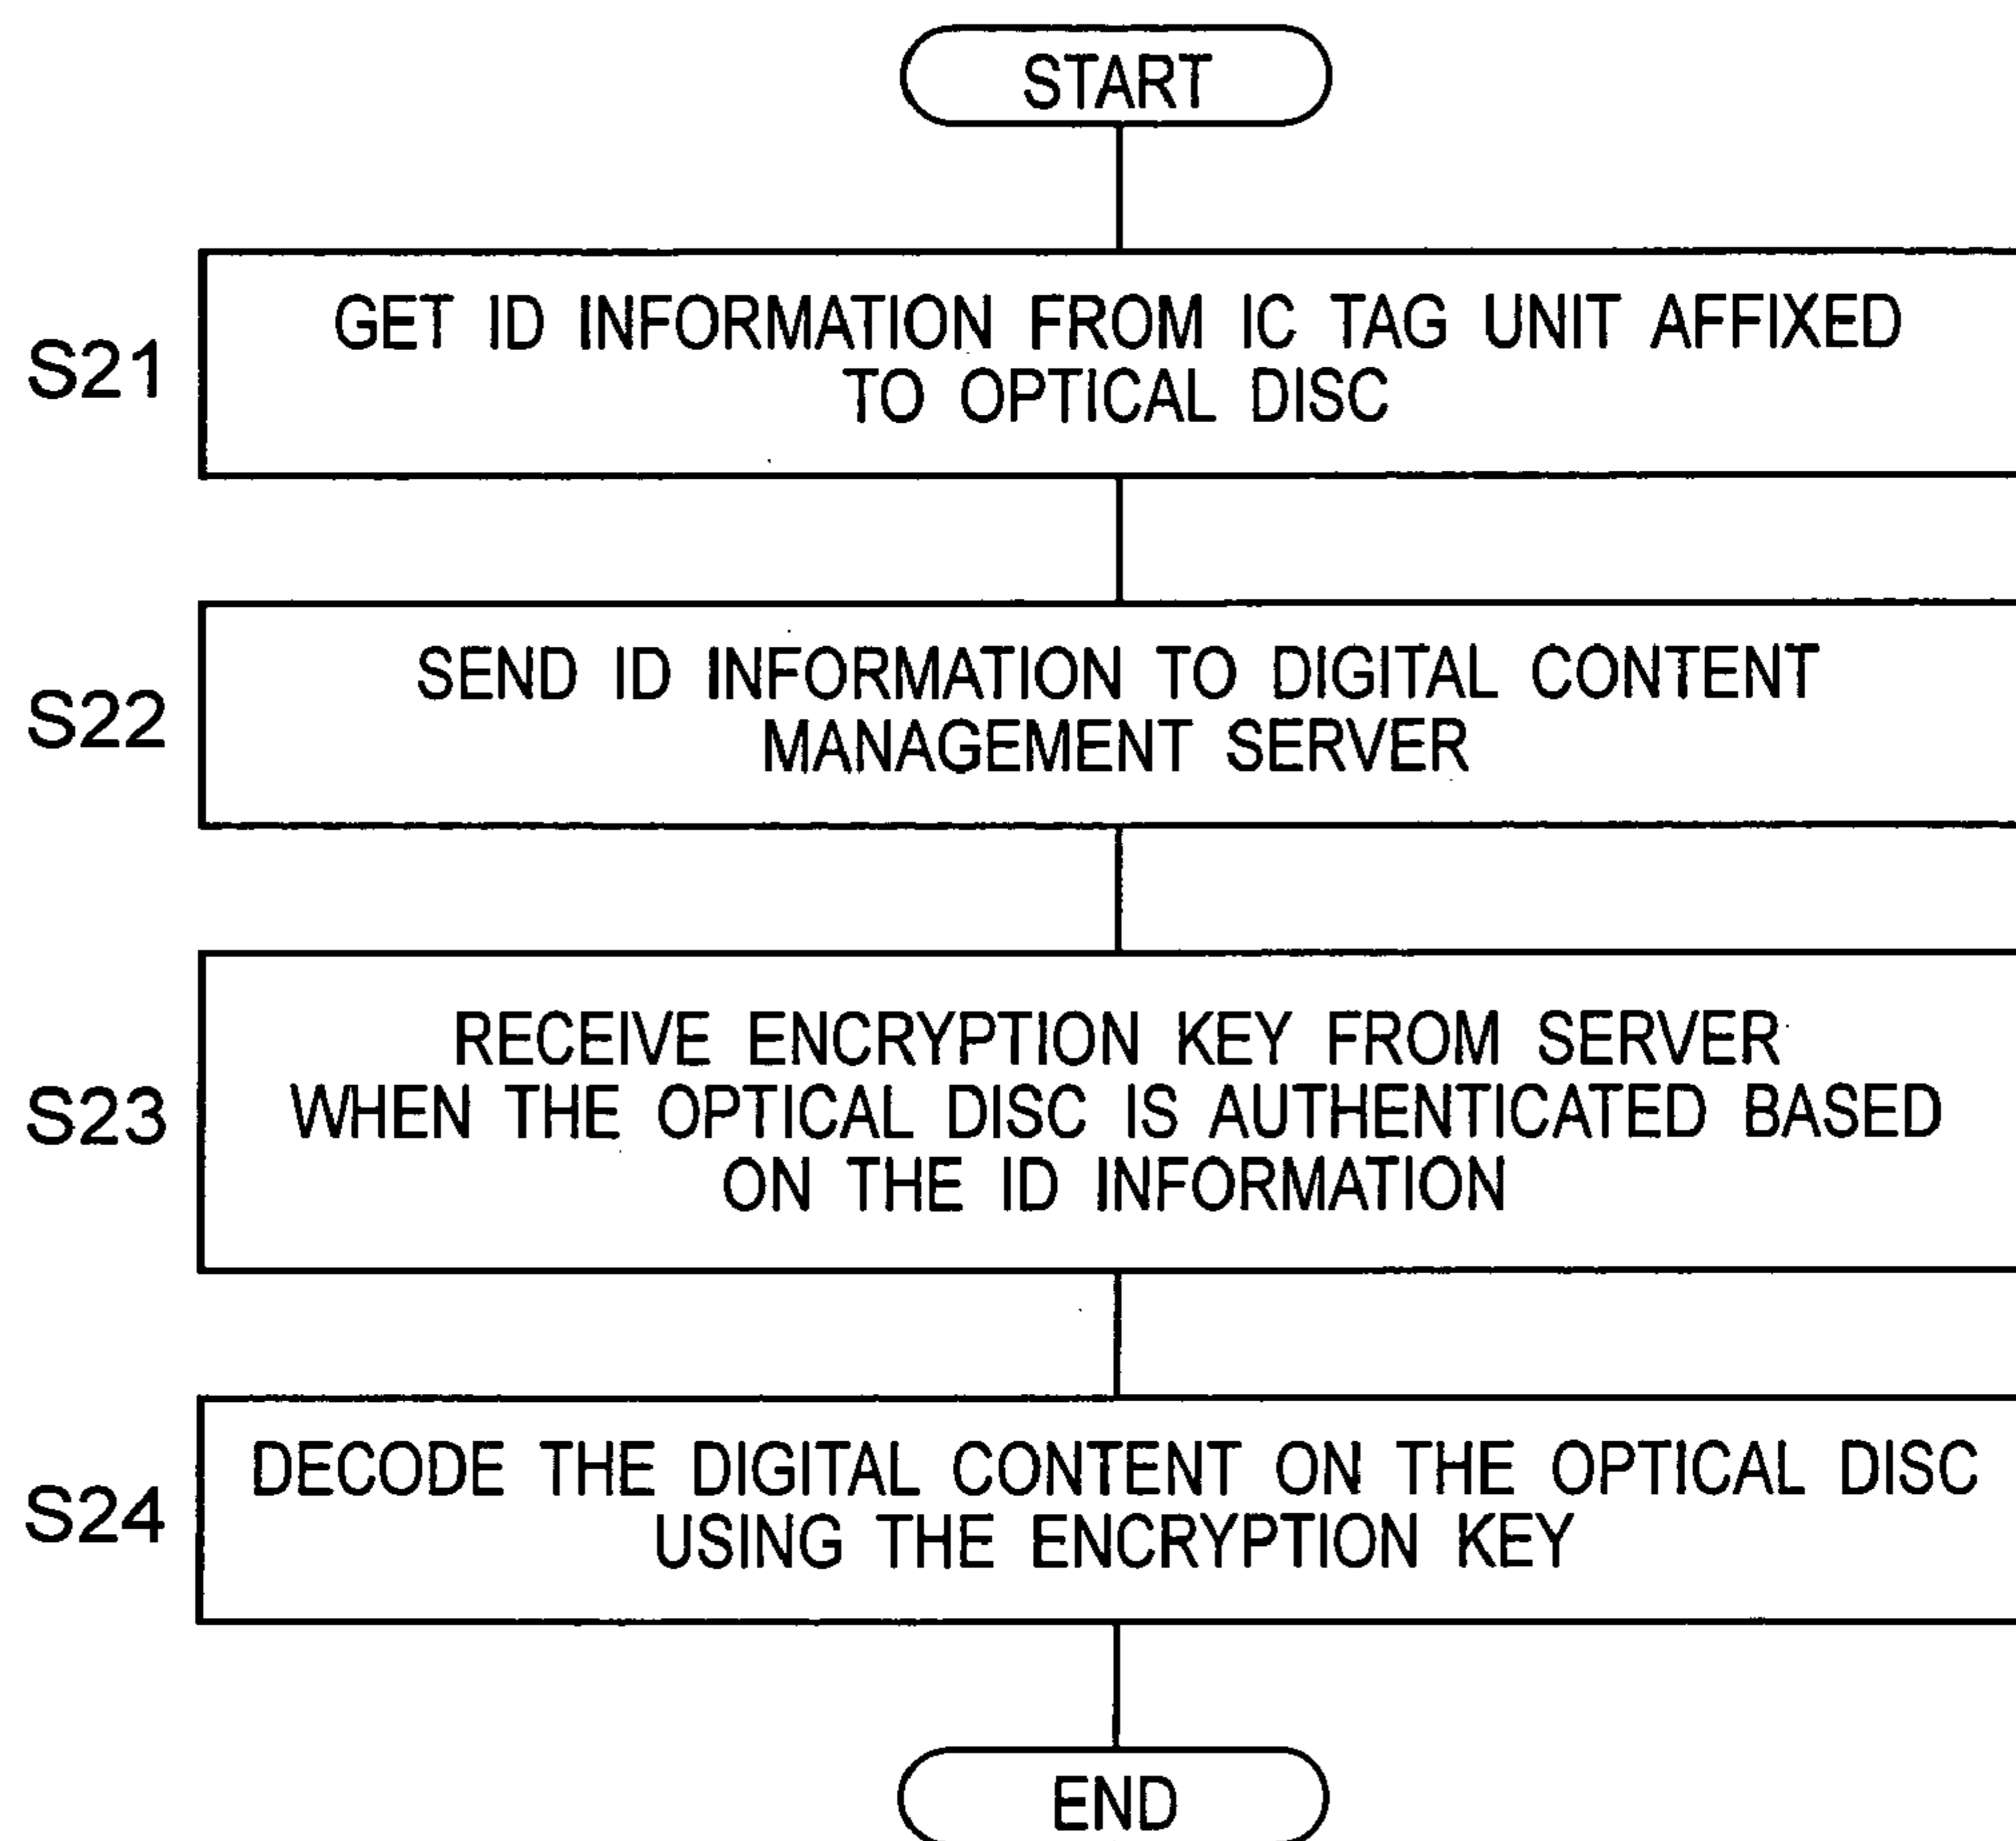 START
S21
GET ID INFORMATION FROM IC TAG UNIT AFFIXED
TO OPTICAL DISC
S22
SEND ID INFORMATION TO DIGITAL CONTENT
MANAGEMENT SERVER
S23
RECEIVE ENCRYPTION KEY FROM SERVER
WHEN THE OPTICAL DISC IS AUTHENTICATED BASED
ON THE ID INFORMATION
S24
DECODE THE DIGITAL CONTENT ON THE OPTICAL DISC
USING THE ENCRYPTION KEY
END